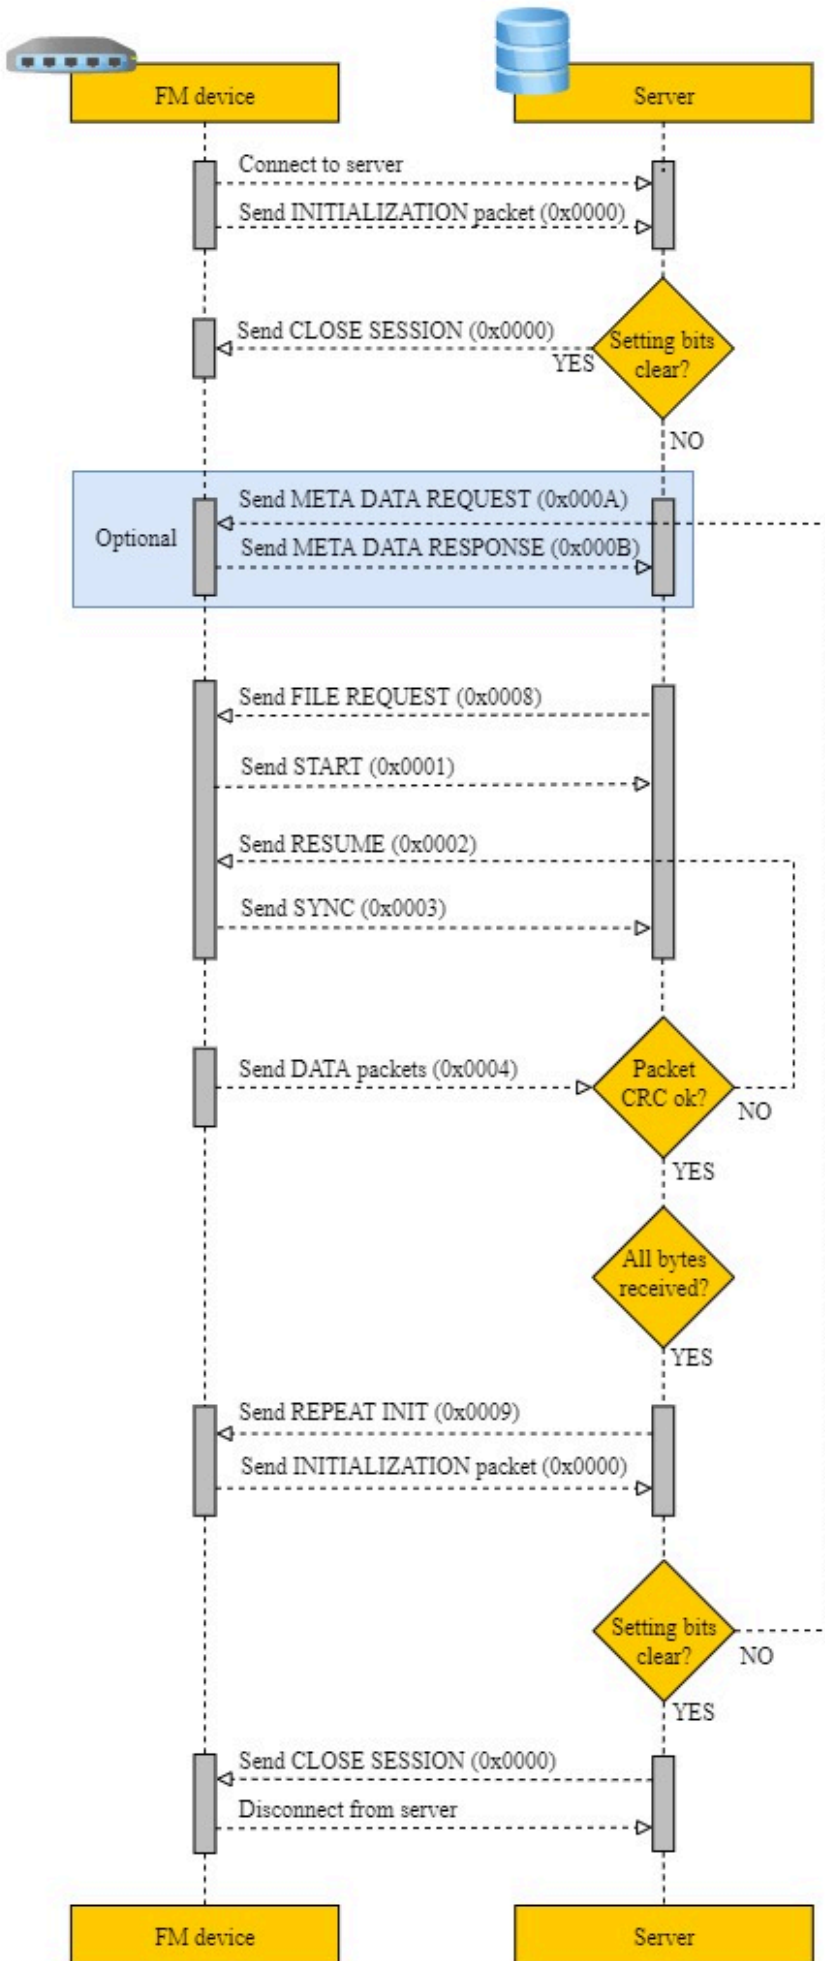 FM device
Server
Connect to server
Send INITIALIZATION packet (0x0000)
Send CLOSE SESSION (0x0000)
Setting bits
clear?
YES
NO
Send META DATA REQUEST (0x000A)
Optional
Send META DATA RESPONSE (0x000B)
Send FILE REQUEST (0x0008)
Send START (0x0001)
Send RESUME (0x0002)
Send SYNC (0x0003)
Send DATA packets (0x0004)
Packet
CRC ok?
NO
YES
All bytes
received?
YES
Send REPEAT INIT (0x0009)
Send INITIALIZATION packet (0x0000)
Setting bits
clear?
NO
YES
Send CLOSE SESSION (0x0000)
Disconnect from server
FM device
Server